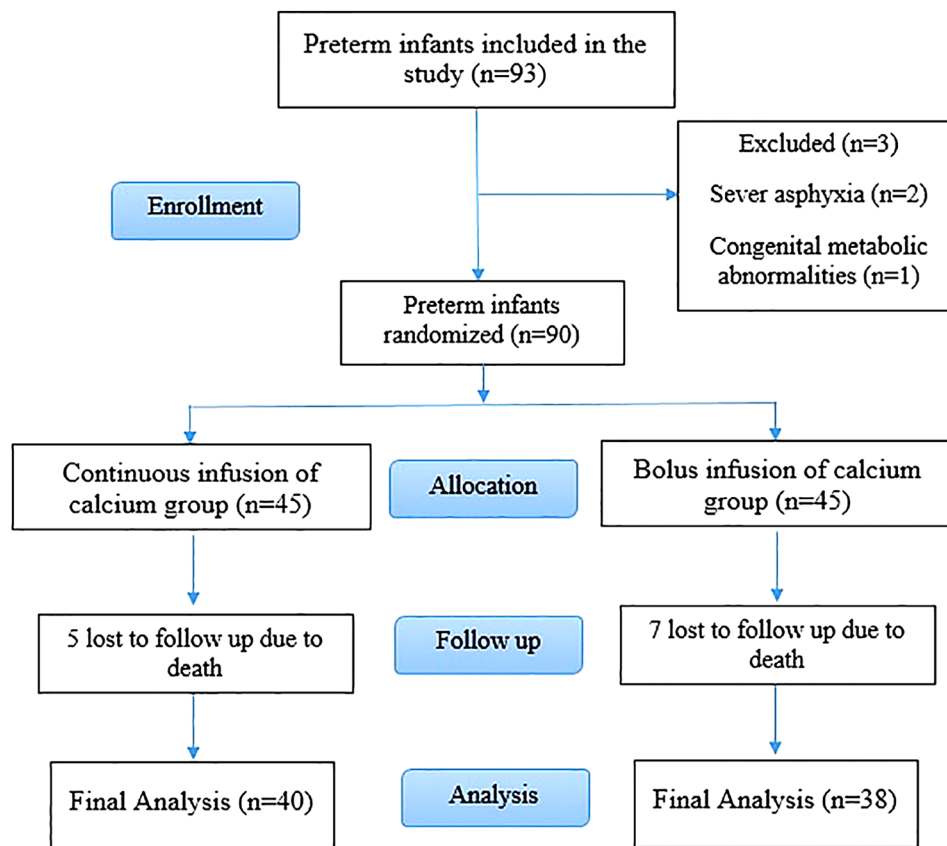 Preterm infants included in the
study (n=93)
Excluded (n=3)
Sever asphyxia (n=2)
Congenital metabolic
abnormalities (n=1)
Enrollment
Preterm infants
randomized (n=90)
Continuous infusion of
calcium group (n=45)
Allocation
Bolus infusion of calcium
group (n=45)
5 lost to follow up due to
death
Follow up
7 lost to follow up due to
death
Final Analysis (n=40)
Analysis
Final Analysis (n=38)